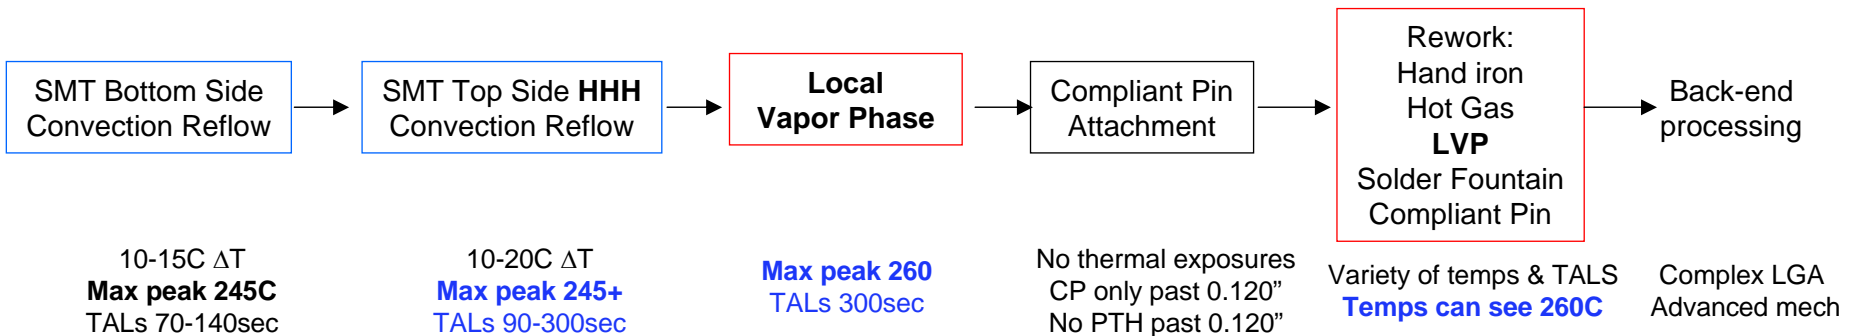 SMT Bottom Side
Convection Reflow
SMT Top Side HHH
Convection Reflow
Local
Vapor Phase
Compliant Pin
Attachment
Rework:
Hand iron
Hot Gas
LVP
Solder Fountain
Compliant Pin
Back-end
processing
10-15C ΔT
Max peak 245C
TALs 70-140sec
10-20C ΔT
Max peak 245+
TALs 90-300sec
Max peak 260
TALs 300sec
No thermal exposures
CP only past 0.120”
No PTH past 0.120”
Variety of temps & TALS
Temps can see 260C
Complex LGA
Advanced mech